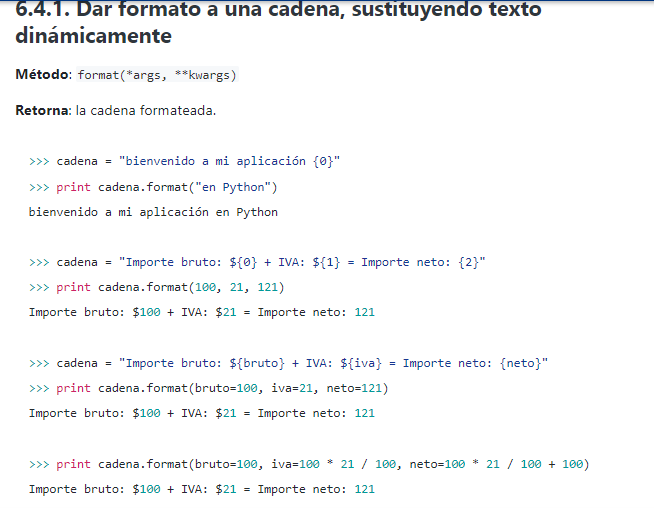 6.4.1. Dar formato a una cadena, sustituyendo texto
dinámicamente
Método: format(*args, **kwargs)
Retorna: la cadena formateada.
>>> cadena = "bienvenido a mi aplicación {0}"
>>> print cadena.format("en Python")
bienvenido a mi aplicación en Python
>>> cadena = "Importe bruto: ${0} + IVA: ${1} = Importe neto: {2}"
>>> print cadena.format(100, 21, 121)
Importe bruto: $100 + IVA: $21 = Importe neto: 121
>>> cadena = "Importe bruto: ${bruto} + IVA: ${iva} = Importe neto: {neto}"
>>> print cadena.format(bruto=100, iva=21, neto=121)
Importe bruto: $100 + IVA: $21 = Importe neto: 121
>>> print cadena.format(bruto=100, iva=100 * 21 / 100, neto=100 * 21 / 100 + 100)
Importe bruto: $100 + IVA: $21 = Importe neto: 121